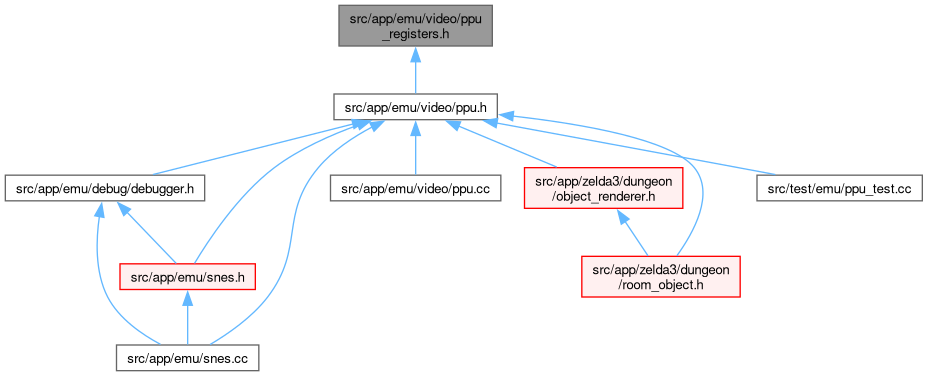 src/app/emu/video/ppu
_registers.h
src/app/emu/video/ppu.h
src/app/emu/debug/debugger.h
src/app/emu/video/ppu.cc
src/app/zelda3/dungeon
/object_renderer.h
src/test/emu/ppu_test.cc
src/app/emu/snes.h
src/app/zelda3/dungeon
/room_object.h
src/app/emu/snes.cc